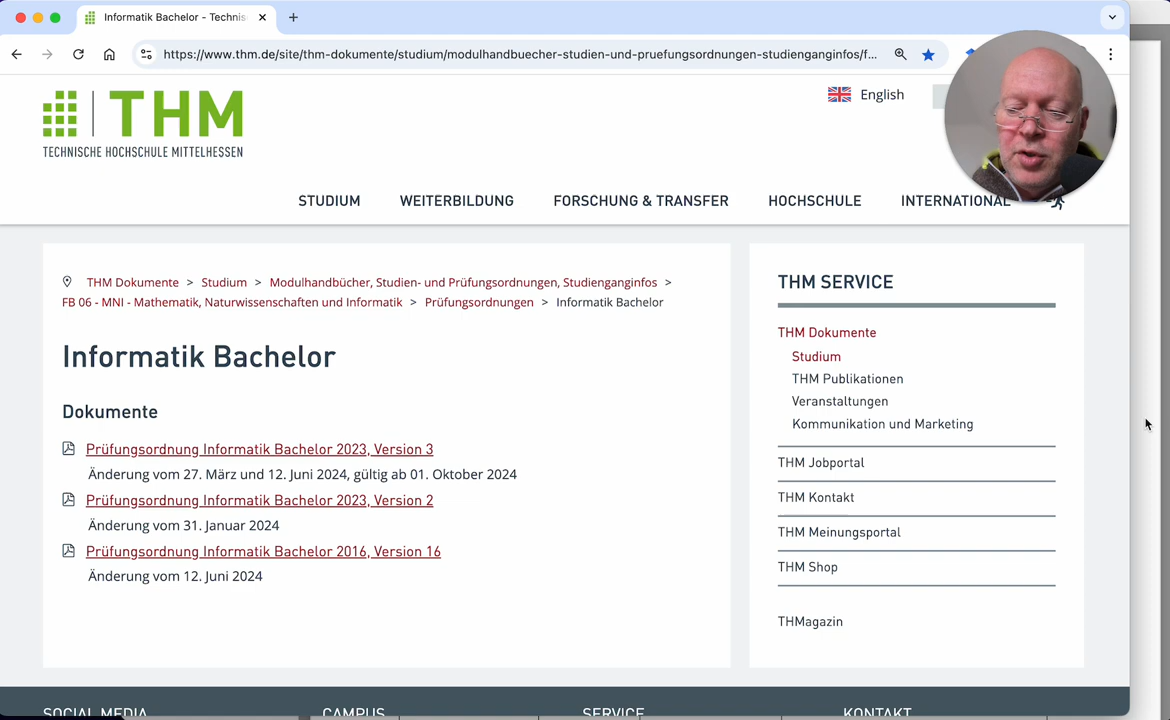 Informatik Bachelor - Technis
https://www.thm.de/site/thm-dokumente/studium/modulhandbuecher-studien-und-pruefungsordnungen-studienganginfos/f...
THM
TECHNISCHE HOCHSCHULE MITTELHESSEN
English
STUDIUM WEITERBILDUNG FORSCHUNG & TRANSFER HOCHSCHULE INTERNATIONAL
THM Dokumente > Studium > Modulhandbücher, Studien- und Prüfungsordnungen, Studienganginfos >
FB 06 - MNI - Mathematik, Naturwissenschaften und Informatik > Prüfungsordnungen > Informatik Bachelor
Informatik Bachelor
Dokumente
Prüfungsordnung Informatik Bachelor 2023, Version 3
Änderung vom 27. März und 12. Juni 2024, gültig ab 01. Oktober 2024
Prüfungsordnung Informatik Bachelor 2023, Version 2
Änderung vom 31. Januar 2024
Prüfungsordnung Informatik Bachelor 2016, Version 16
Änderung vom 12. Juni 2024
THM SERVICE
THM Dokumente
Studium
THM Publikationen
Veranstaltungen
Kommunikation und Marketing
THM Jobportal
THM Kontakt
THM Meinungsportal
THM Shop
THMagazin
SOCIAL MEDIA CAMPUS SERVICE KONTAKT